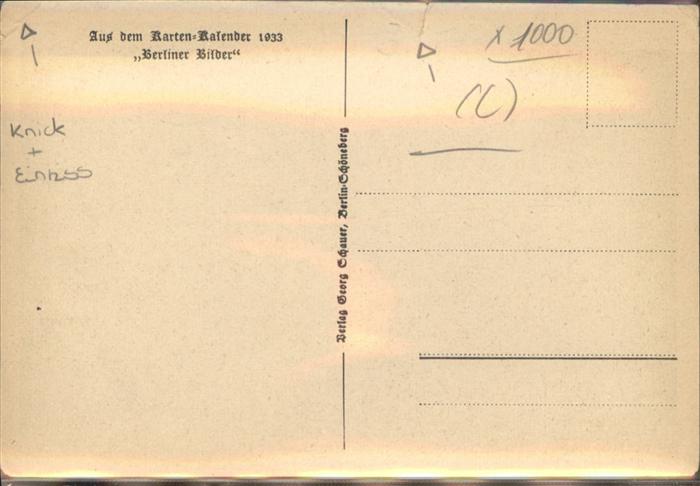 Aus dem Karten-Kalender 1933
„Berliner Bilder“
Knick
+
Einriss
Verlag Georg Schauer, Berlin-Schöneberg
x 1000
(C)